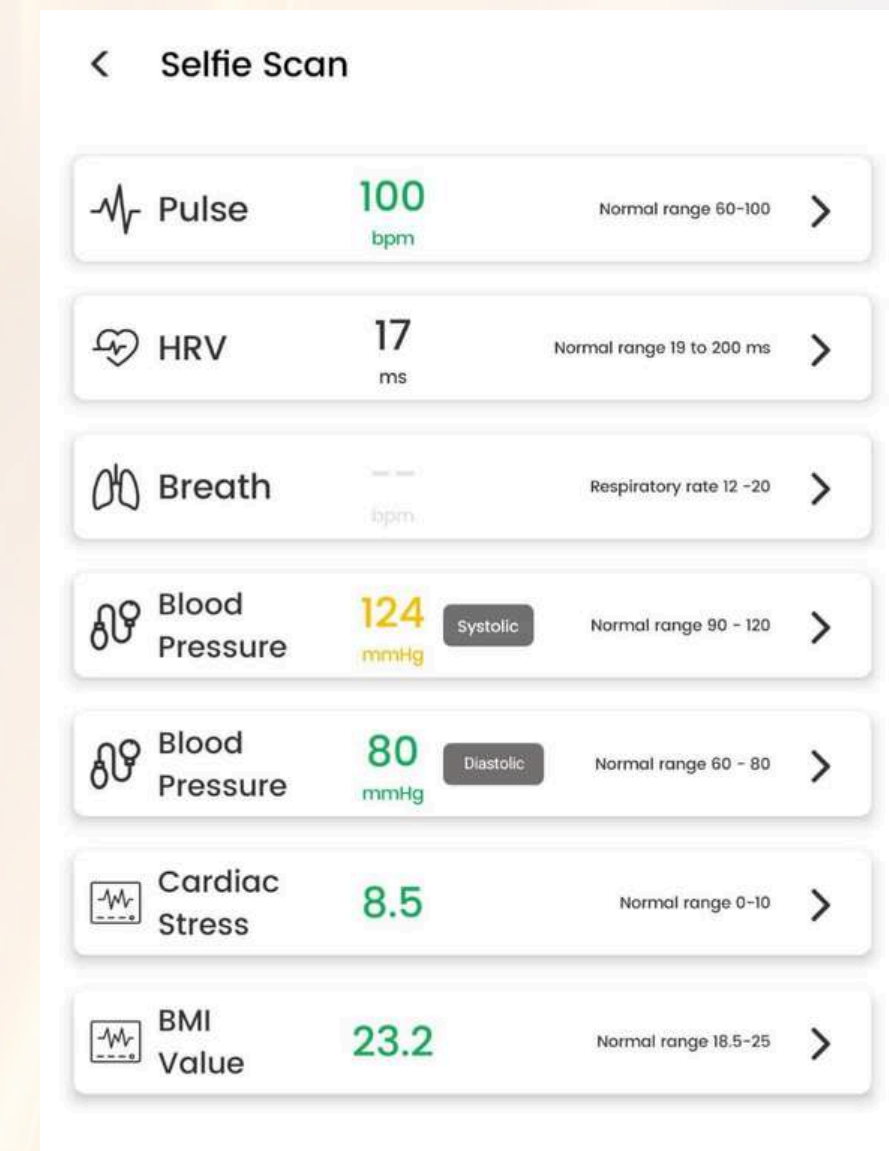 Selfie Scan
Pulse
100
bpm
Normal range 60-100
HRV
17
ms
Normal range 19 to 200 ms
Breath
--
bpm
Respiratory rate 12 -20
Blood
Pressure
124
mmHg
Systolic
Normal range 90 - 120
Blood
Pressure
80
mmHg
Diastolic
Normal range 60 - 80
Cardiac
Stress
8.5
Normal range 0-10
BMI
Value
23.2
Normal range 18.5-25